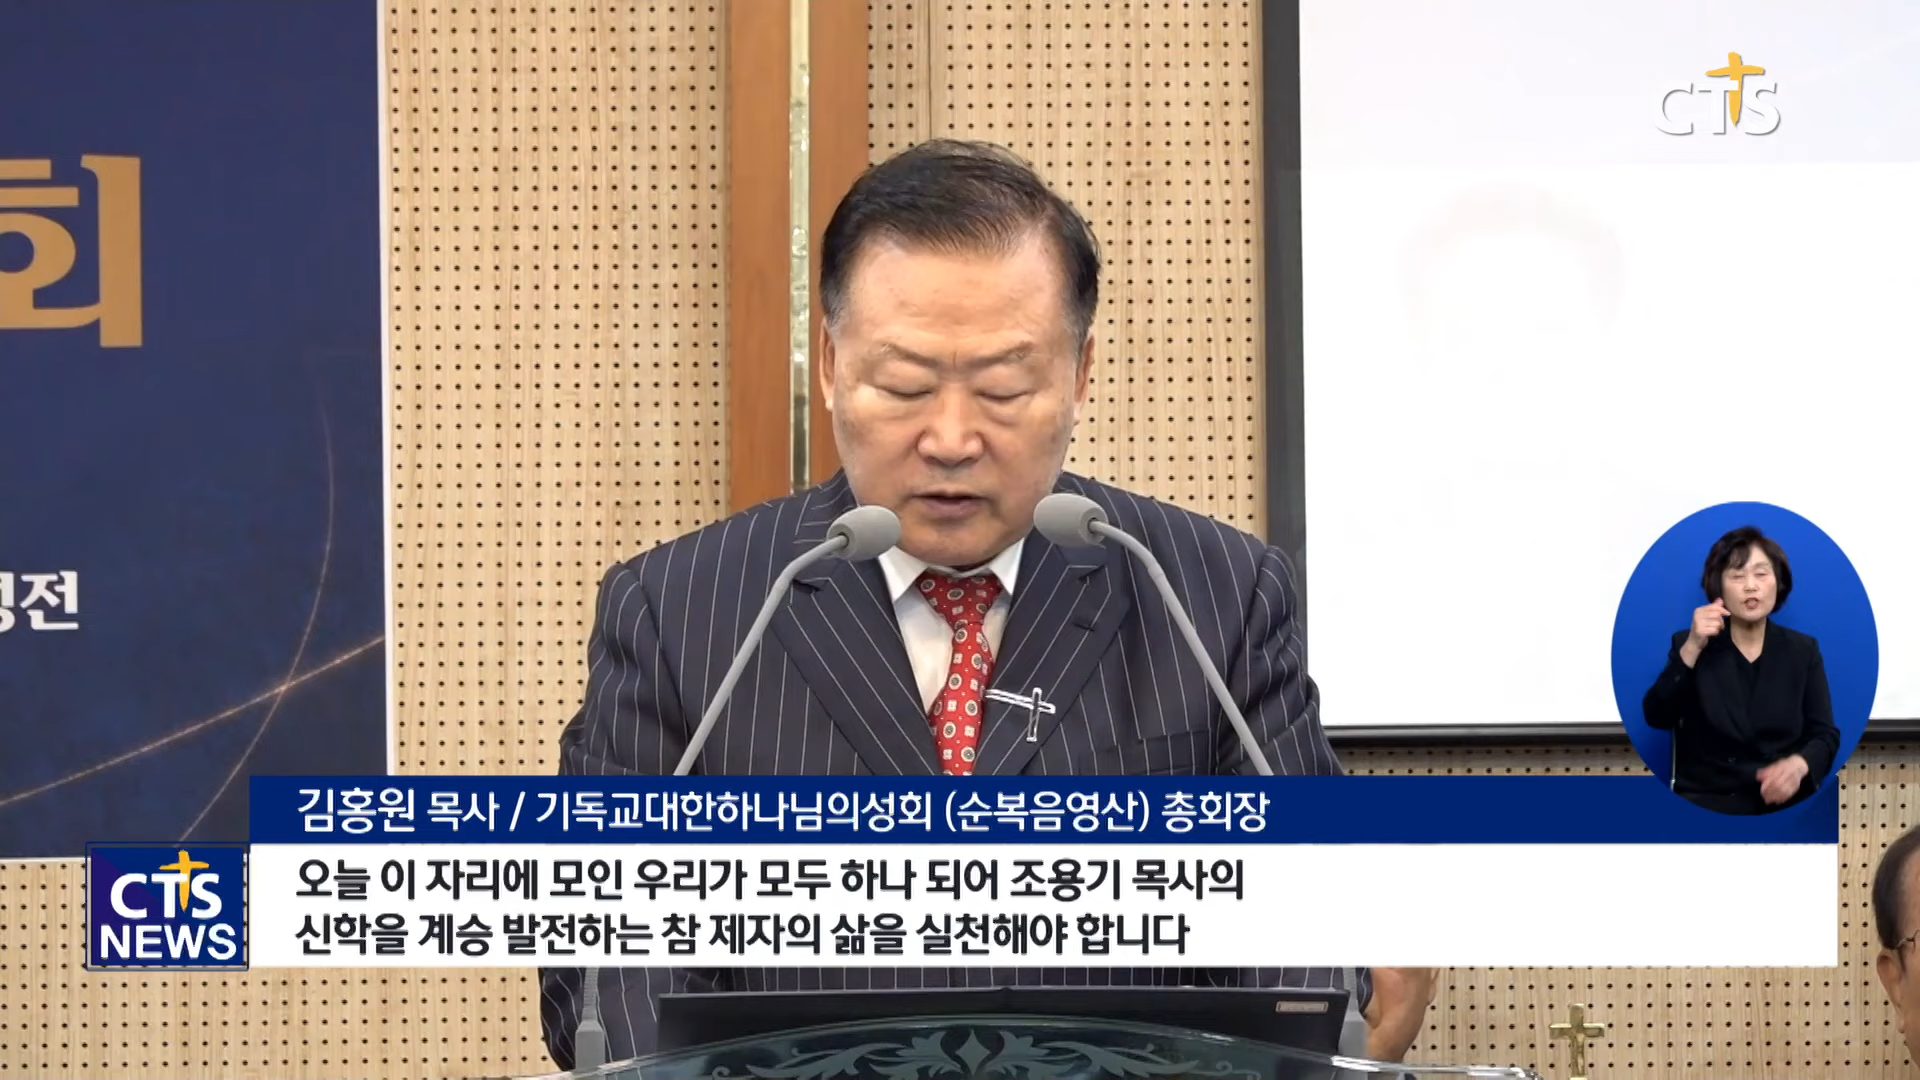 CTS
회
전
김홍원 목사 / 기독교대한하나님의성회 (순복음영산) 총회장
오늘 이 자리에 모인 우리가 모두 하나 되어 조용기 목사의
신학을 계승 발전하는 참 제자의 삶을 실천해야 합니다
CTS
NEWS